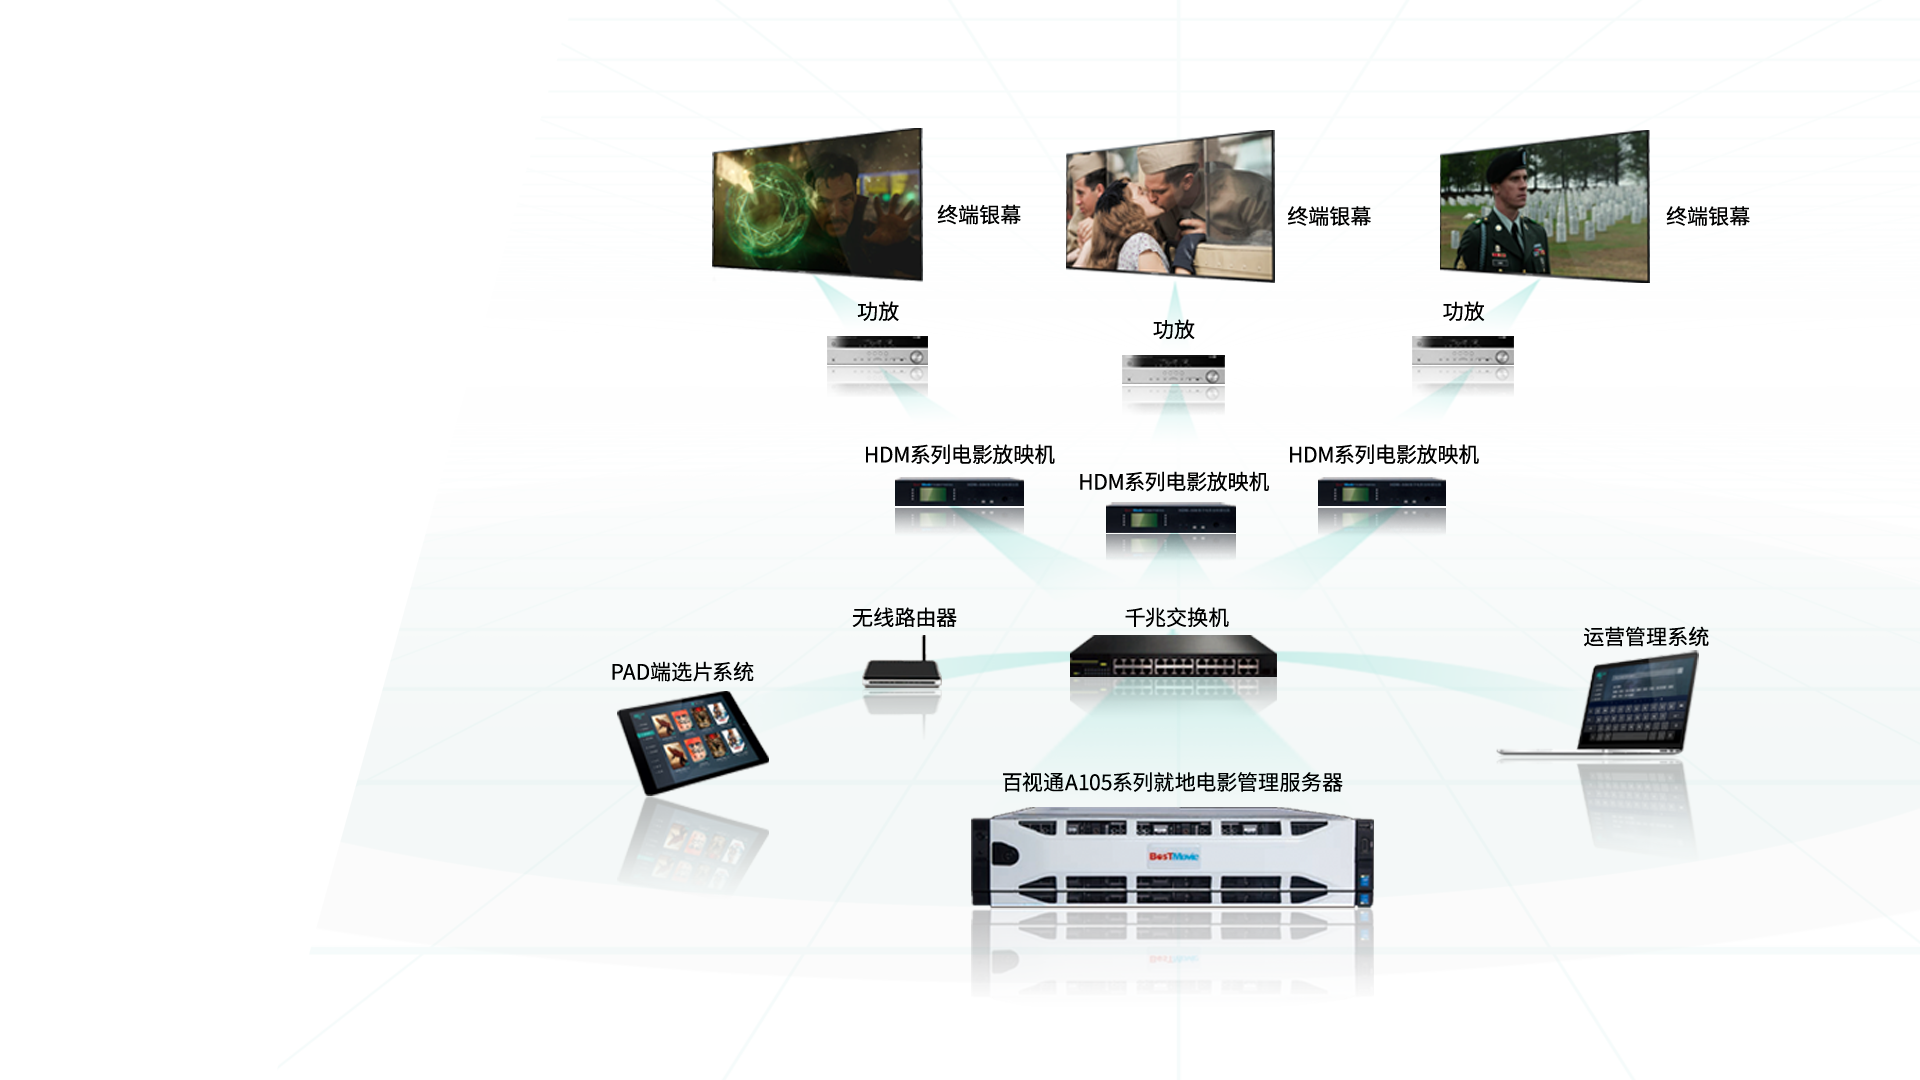 终端银幕
终端银幕
终端银幕
功放
功放
功放
HDM系列电影放映机
HDM系列电影放映机
HDM系列电影放映机
无线路由器
千兆交换机
运营管理系统
PAD端选片系统
百视通A105系列就地电影管理服务器
BesTMovie